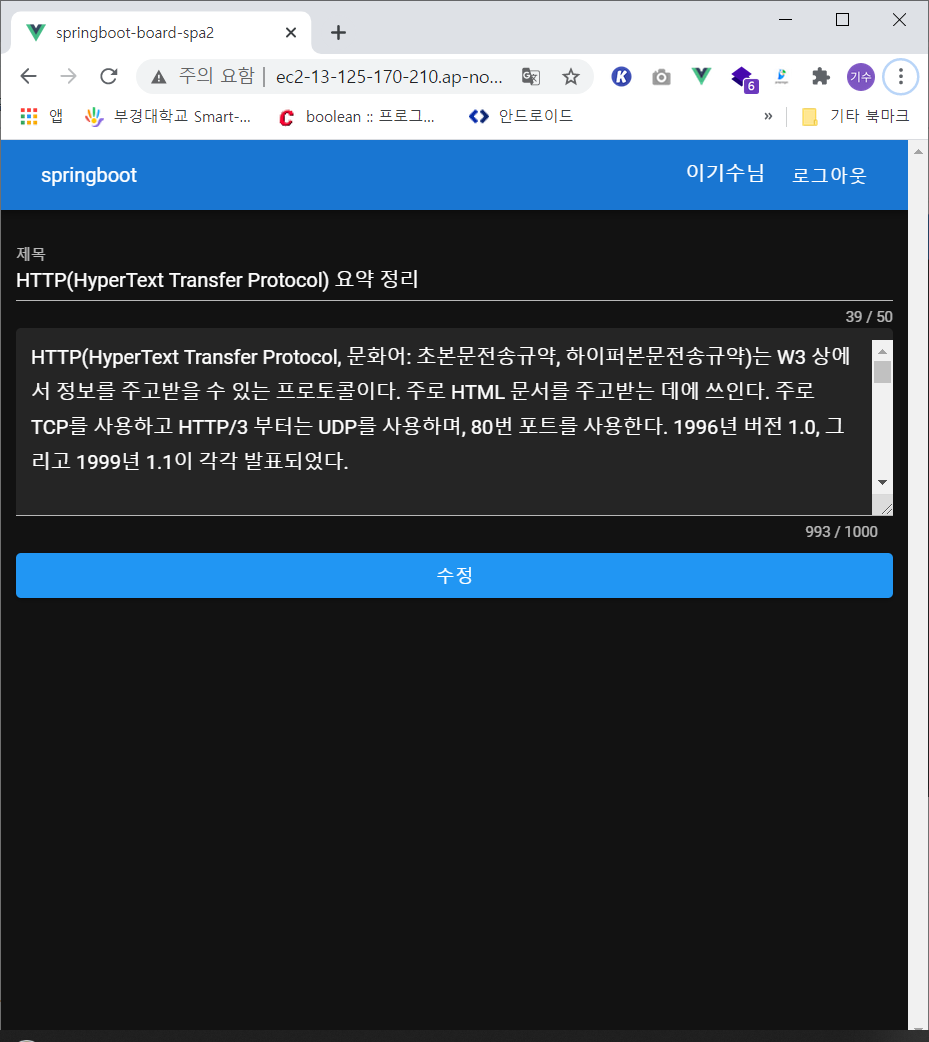 springboot-board-spa2
주의 요함 | ec2-13-125-170-210.ap-no...
6
기수
앱 부경대학교 Smart-... boolean :: 프로그... 안드로이드 » 기타 북마크
springboot 이기수님 로그아웃
제목
HTTP(HyperText Transfer Protocol) 요약 정리
39 / 50
HTTP(HyperText Transfer Protocol, 문화어: 초본문전송규약, 하이퍼본문전송규약)는 W3 상에
서 정보를 주고받을 수 있는 프로토콜이다. 주로 HTML 문서를 주고받는 데에 쓰인다. 주로
TCP를 사용하고 HTTP/3 부터는 UDP를 사용하며, 80번 포트를 사용한다. 1996년 버전 1.0, 그
리고 1999년 1.1이 각각 발표되었다.
993 / 1000
수정